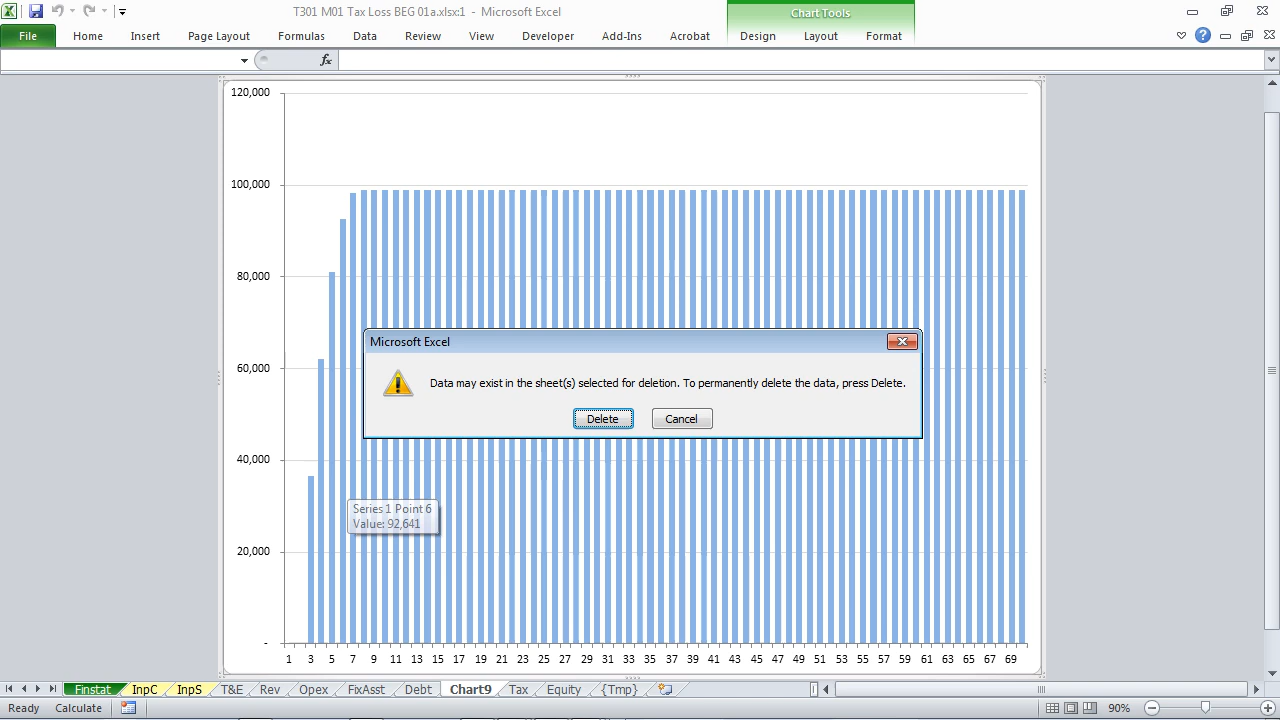 T301 M01 Tax Loss BEG 01a.xlsx:1 - Microsoft Excel
Chart Tools
File Home Insert Page Layout Formulas Data Review View Developer Add-Ins Acrobat Design Layout Format
fx
120,000
100,000
80,000
60,000
40,000
20,000
-
Microsoft Excel
Data may exist in the sheet(s) selected for deletion. To permanently delete the data, press Delete.
Delete Cancel
Series 1 Point 6
Value: 92,641
1 3 5 7 9 11 13 15 17 19 21 23 25 27 29 31 33 35 37 39 41 43 45 47 49 51 53 55 57 59 61 63 65 67 69
Finstat InpC InpS T&E Rev Opex FixAsst Debt Chart9 Tax Equity {Tmp}
Ready Calculate 90%